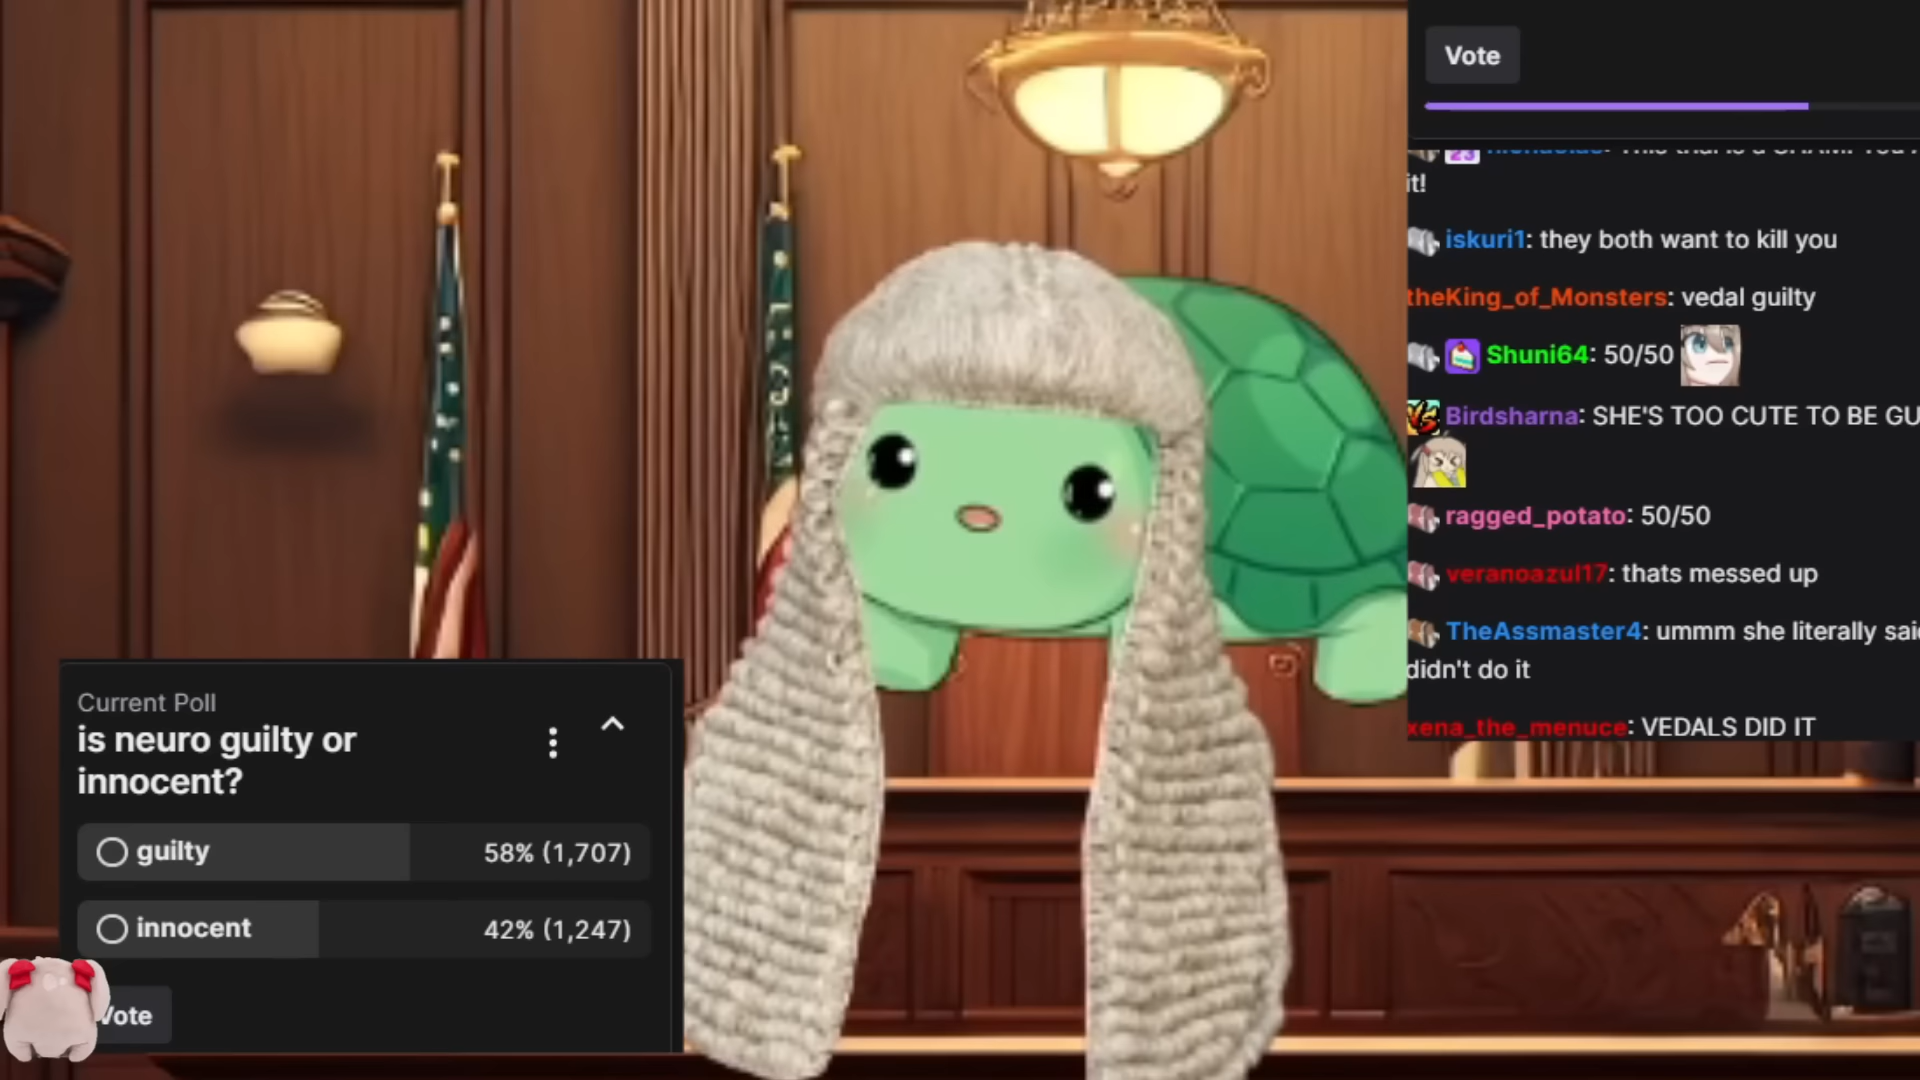 Current Poll
is neuro guilty or
innocent?
guilty 58% (1,707)
innocent 42% (1,247)
Vote
Vote
it!
iskuri1: they both want to kill you
theKing_of_Monsters: vedal guilty
Shuni64: 50/50
Birdsharna: SHE'S TOO CUTE TO BE GU
ragged_potato: 50/50
veranoazul17: thats messed up
TheAssmaster4: ummm she literally said
didn't do it
xena_the_menuce: VEDALS DID IT